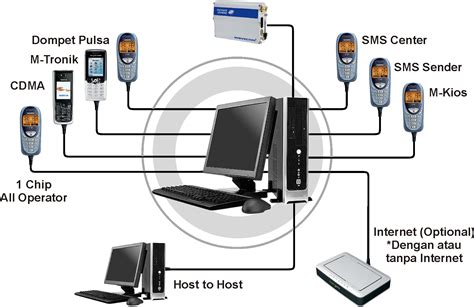 Dompet Pulsa
M-Tronik
CDMA
1 Chip
All Operator
SMS Center
SMS Sender
M-Kios
Host to Host
Internet (Optional)
*Dengan atau
tanpa Internet